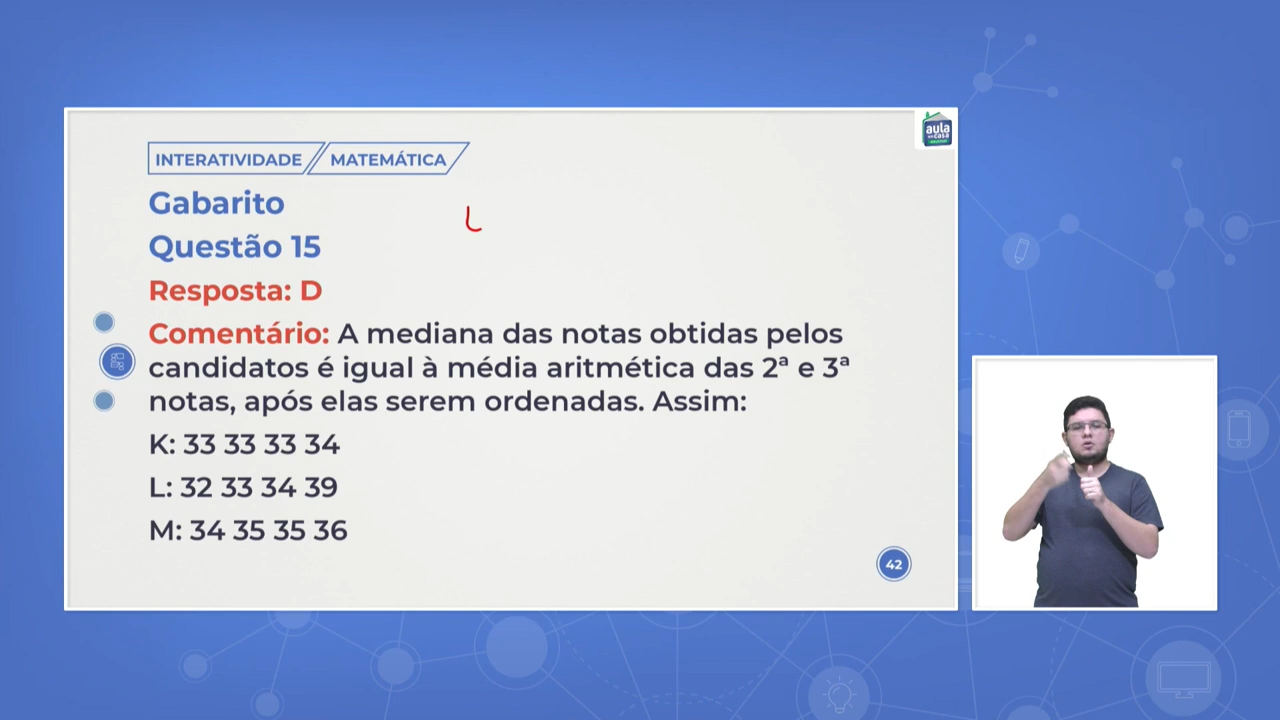 aula
em casa
INTERATIVIDADE MATEMÁTICA
Gabarito
Questão 15
Resposta: D
Comentário: A mediana das notas obtidas pelos
candidatos é igual à média aritmética das 2ª e 3ª
notas, após elas serem ordenadas. Assim:
K: 33 33 33 34
L: 32 33 34 39
M: 34 35 35 36
42